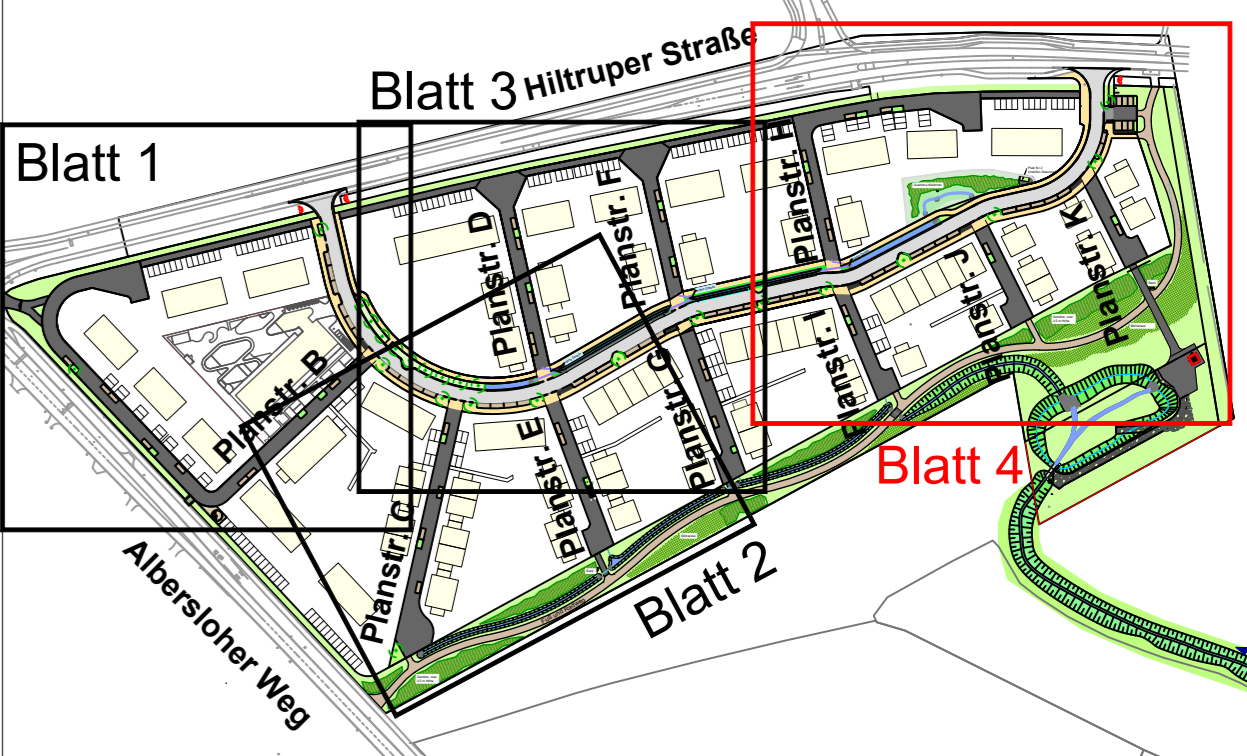 Hiltruper Straße
Blatt 3
Blatt 1
Planstr. H
Planstr. F
Planstr. D
Planstr. K
Planstr. J
Planstr. B
Planstr. G
Planstr. I
Planstr. G
Planstr. E
Blatt 4
Planstr. C
Blatt 2
Albersloher Weg